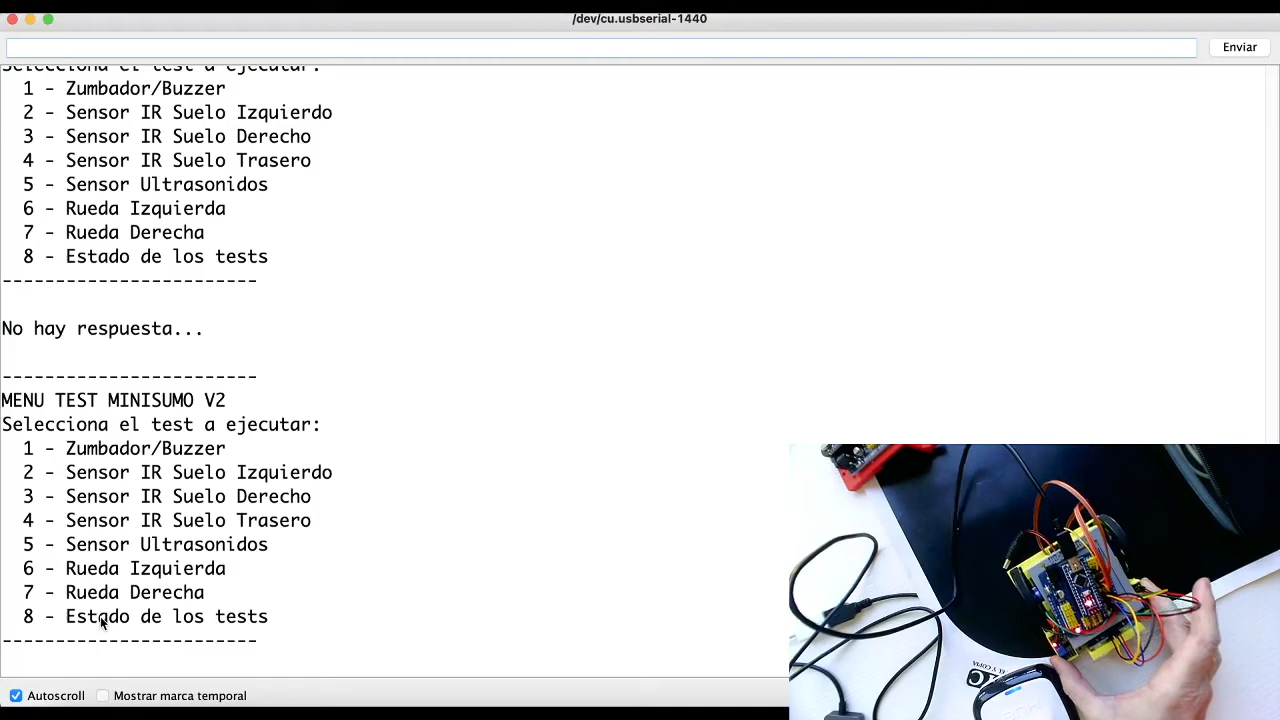 /dev/cu.usbserial-1440
Enviar
Selecciona el test a ejecutar:
1 - Zumbador/Buzzer
2 - Sensor IR Suelo Izquierdo
3 - Sensor IR Suelo Derecho
4 - Sensor IR Suelo Trasero
5 - Sensor Ultrasonidos
6 - Rueda Izquierda
7 - Rueda Derecha
8 - Estado de los tests
------------------------
No hay respuesta...
------------------------
MENU TEST MINISUMO V2
Selecciona el test a ejecutar:
1 - Zumbador/Buzzer
2 - Sensor IR Suelo Izquierdo
3 - Sensor IR Suelo Derecho
4 - Sensor IR Suelo Trasero
5 - Sensor Ultrasonidos
6 - Rueda Izquierda
7 - Rueda Derecha
8 - Estado de los tests
------------------------
Autoscroll
Mostrar marca temporal